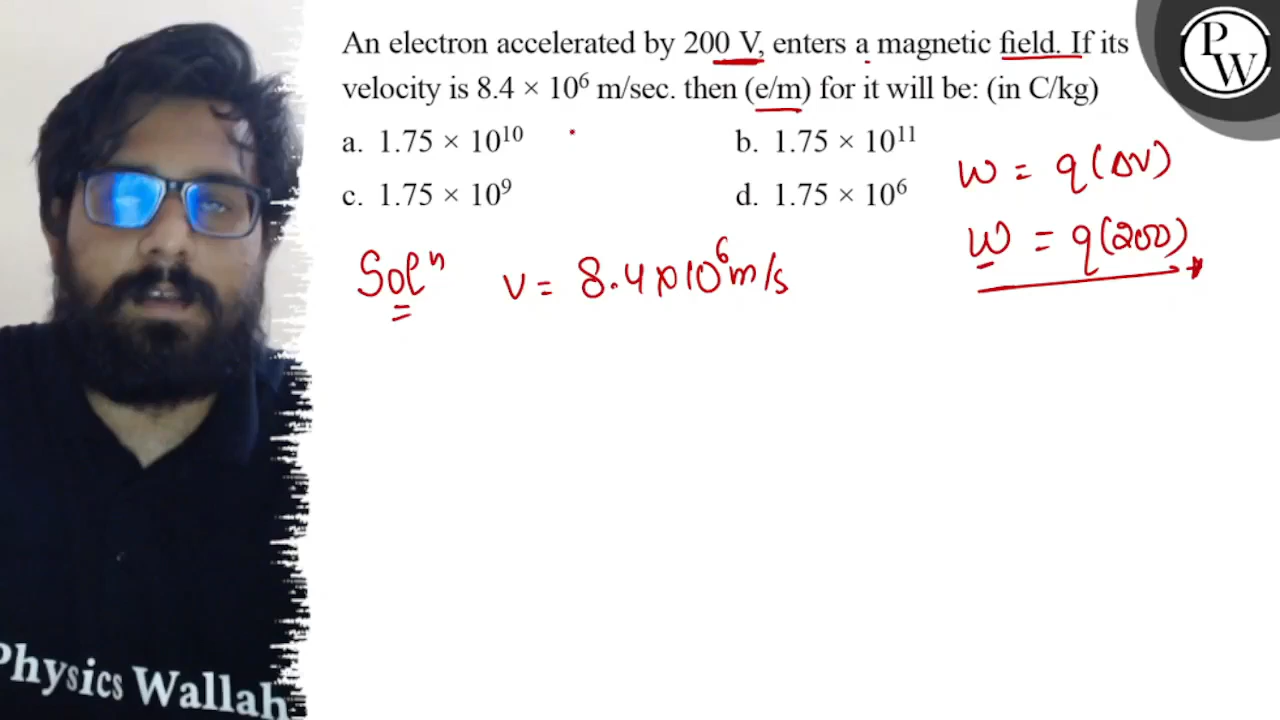 An electron accelerated by 200 V, enters a magnetic field. If its
velocity is 8.4 × 10⁶ m/sec. then (e/m) for it will be: (in C/kg)
a. 1.75 × 10¹⁰ b. 1.75 × 10¹¹
c. 1.75 × 10⁹ d. 1.75 × 10⁶
W = q(ΔV)
W = q(200)
Solⁿ V = 8.4×10⁶m/s
PW
Physics Wallah